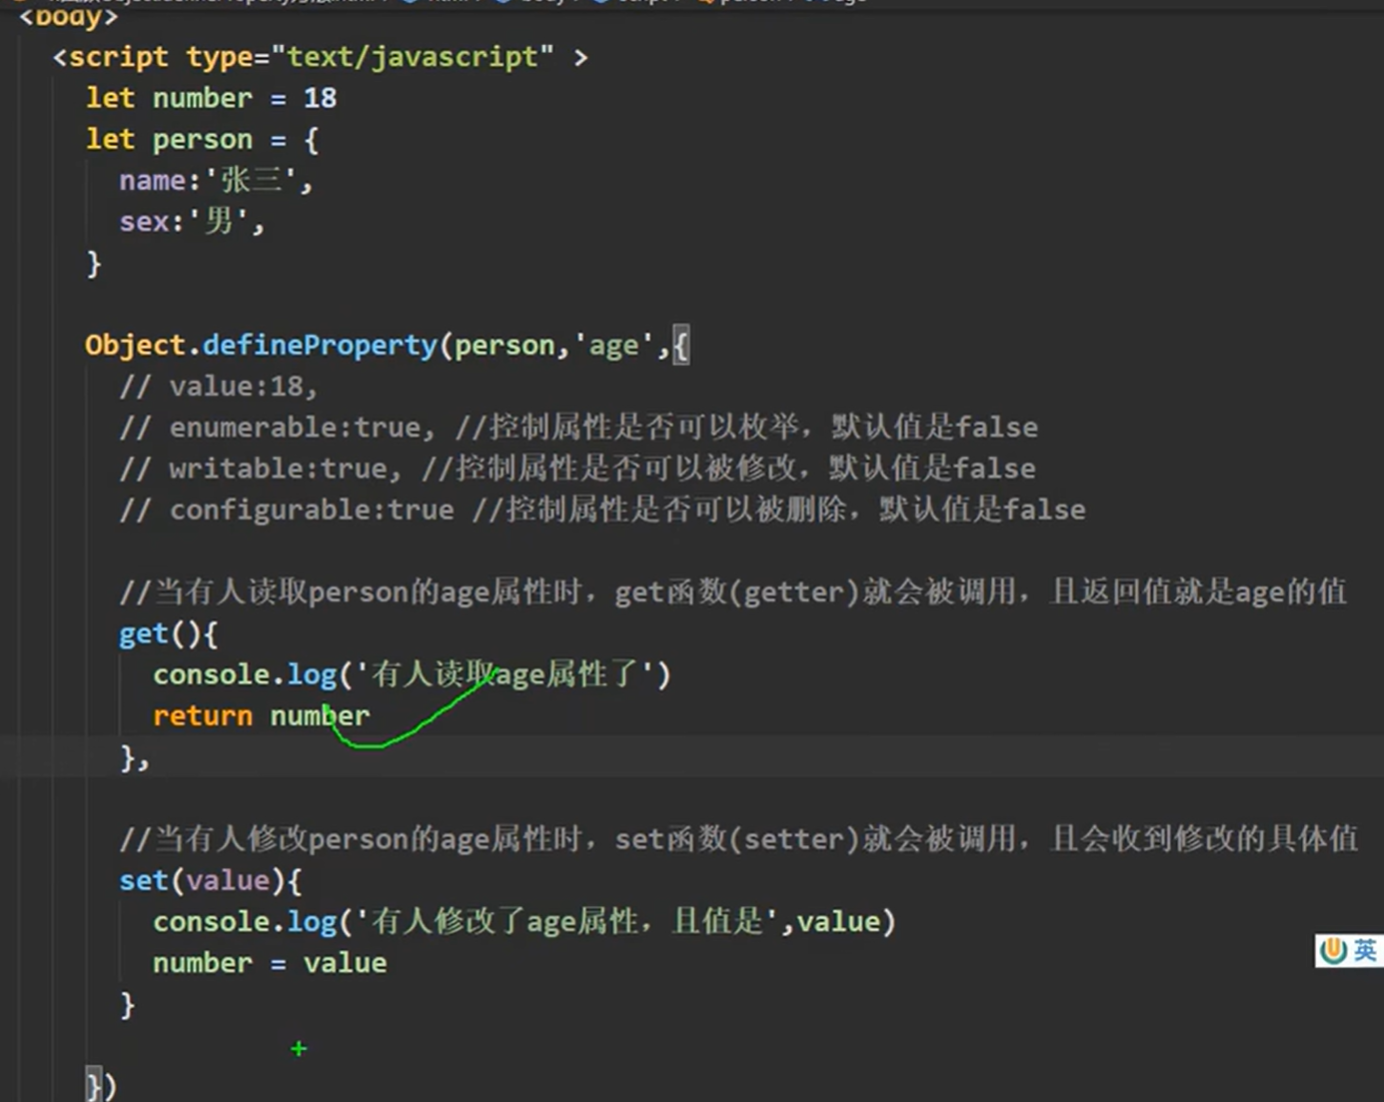 <body>
<script type="text/javascript" >
let number = 18
let person = {
name:'张三',
sex:'男',
}
Object.defineProperty(person,'age',{
// value:18,
// enumerable:true, //控制属性是否可以枚举，默认值是false
// writable:true, //控制属性是否可以被修改，默认值是false
// configurable:true //控制属性是否可以被删除，默认值是false
//当有人读取person的age属性时，get函数(getter)就会被调用，且返回值就是age的值
get(){
console.log('有人读取age属性了')
return number
},
//当有人修改person的age属性时，set函数(setter)就会被调用，且会收到修改的具体值
set(value){
console.log('有人修改了age属性，且值是',value)
number = value
}
英
})